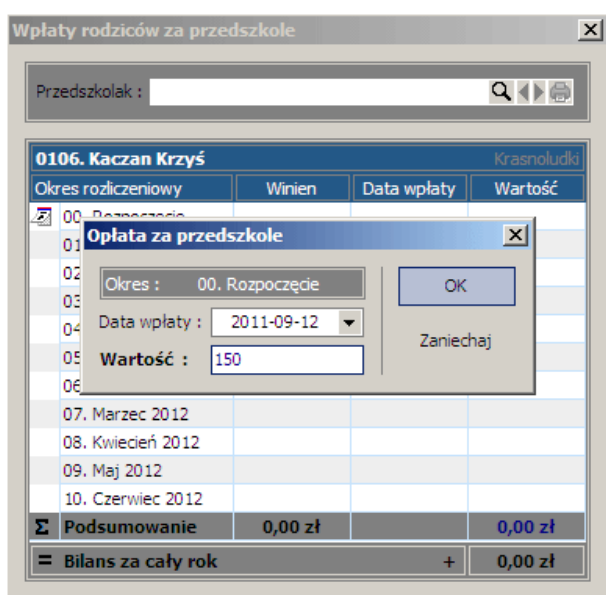 Wpłaty rodziców za przedszkole
Przedszkolak :
0106. Kaczan Krzyś Krasnoludki
Okres rozliczeniowy Winien Data wpłaty Wartość
00. Rozpoczęcie
Opłata za przedszkole
01
02
03
04
05
06
Okres : 00. Rozpoczęcie
OK
Data wpłaty : 2011-09-12
Zaniechaj
Wartość : 150
07. Marzec 2012
08. Kwiecień 2012
09. Maj 2012
10. Czerwiec 2012
Σ Podsumowanie 0,00 zł 0,00 zł
= Bilans za cały rok + 0,00 zł